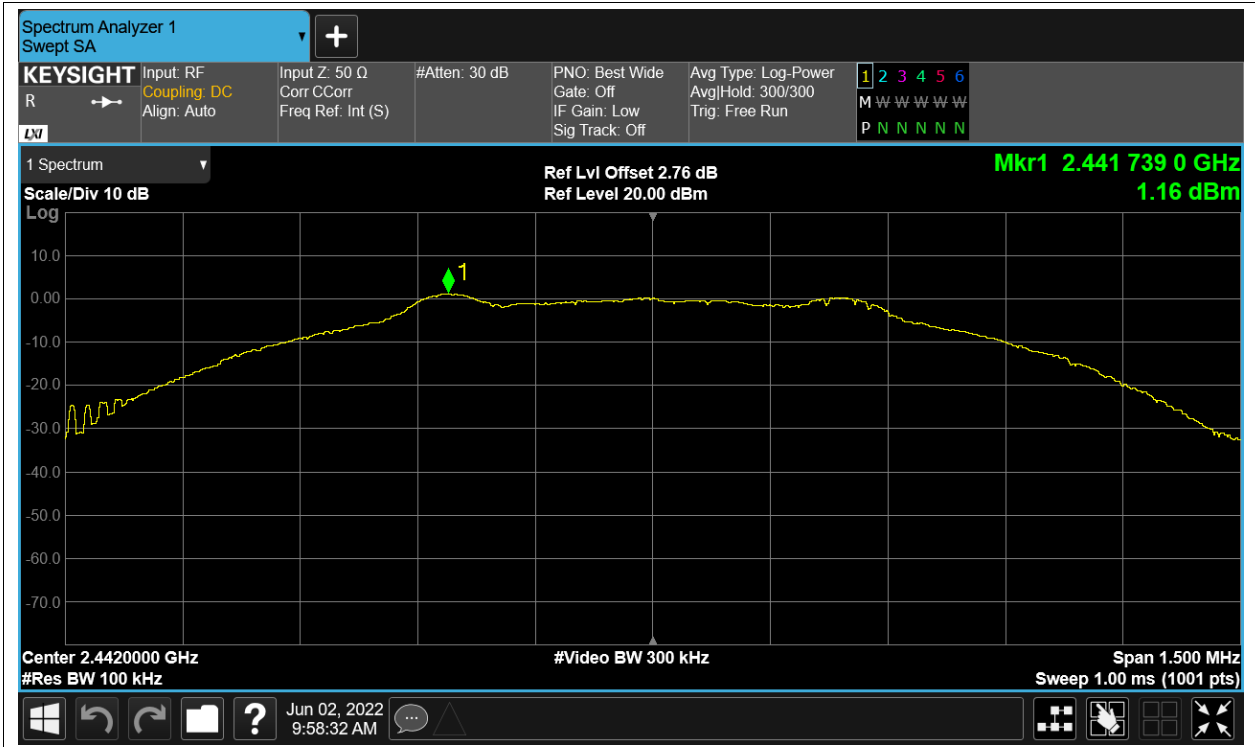 Spectrum Analyzer 1
Swept SA
+
KEYSIGHT
R
LXI
Input: RF
Coupling: DC
Align: Auto
Input Z: 50 Ω
Corr CCorr
Freq Ref: Int (S)
#Atten: 30 dB
PNO: Best Wide
Gate: Off
IF Gain: Low
Sig Track: Off
Avg Type: Log-Power
Avg|Hold: 300/300
Trig: Free Run
1 2 3 4 5 6
M W W W W W
P N N N N N
1 Spectrum
Scale/Div 10 dB
Log
Ref Lvl Offset 2.76 dB
Ref Level 20.00 dBm
Mkr1 2.441 739 0 GHz
1.16 dBm
1
10.0
0.00
-10.0
-20.0
-30.0
-40.0
-50.0
-60.0
-70.0
Center 2.4420000 GHz
#Res BW 100 kHz
#Video BW 300 kHz
Span 1.500 MHz
Sweep 1.00 ms (1001 pts)
?
Jun 02, 2022
9:58:32 AM